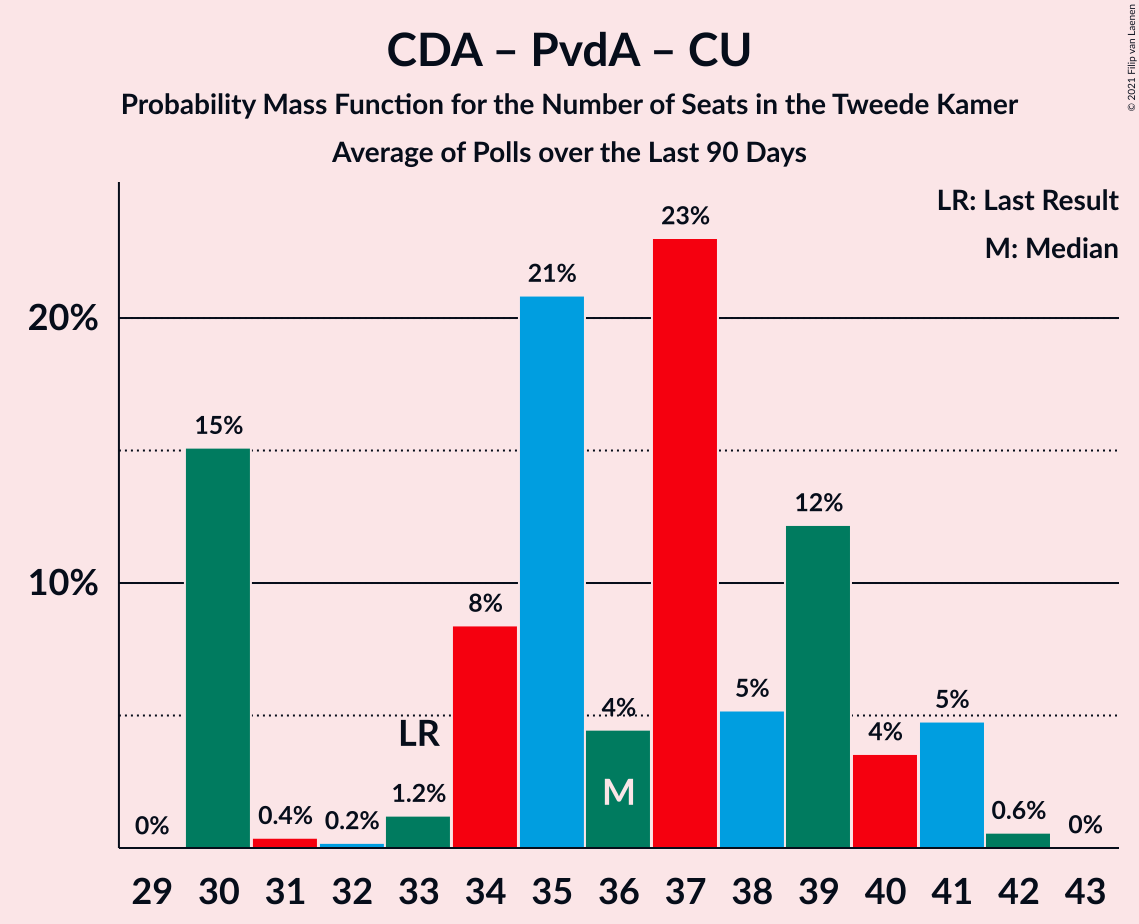 CDA – PvdA – CU
Probability Mass Function for the Number of Seats in the Tweede Kamer
Average of Polls over the Last 90 Days
© 2021 Filip van Laenen
LR: Last Result
M: Median
20%
10%
0%
15%
0.4%
0.2%
1.2%
LR
8%
21%
4%
M
23%
5%
12%
4%
5%
0.6%
0%
29 30 31 32 33 34 35 36 37 38 39 40 41 42 43